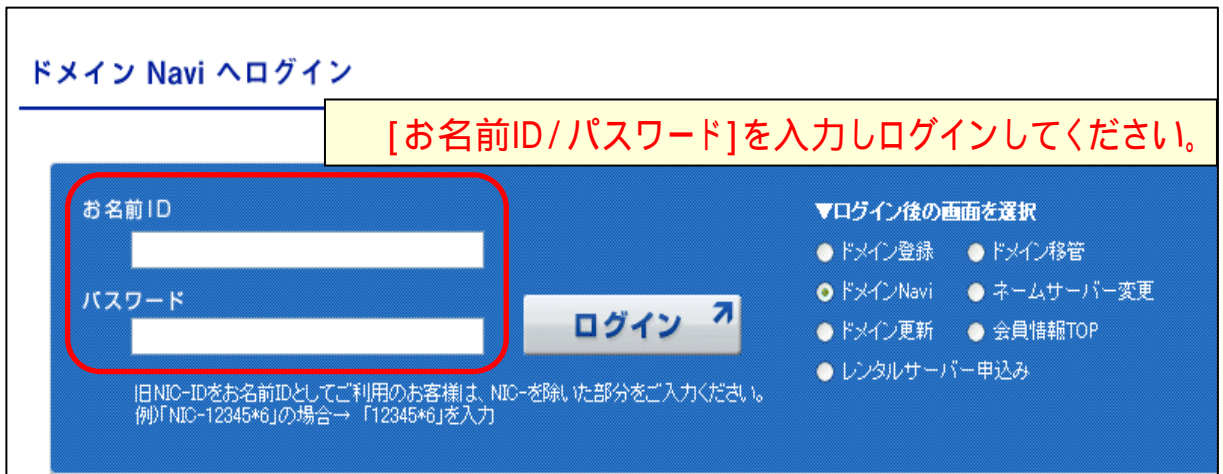 ドメイン Navi へログイン
[お名前ID/パスワード]を入力しログインしてください。
お名前ID
パスワード
ログイン
旧NIC-IDをお名前IDとしてご利用のお客様は、NIC-を除いた部分をご入力ください。
例)「NIC-12345*6」の場合→「12345*6」を入力
▼ログイン後の画面を選択
ドメイン登録 ドメイン移管
ドメインNavi ネームサーバー変更
ドメイン更新 会員情報TOP
レンタルサーバー申込み